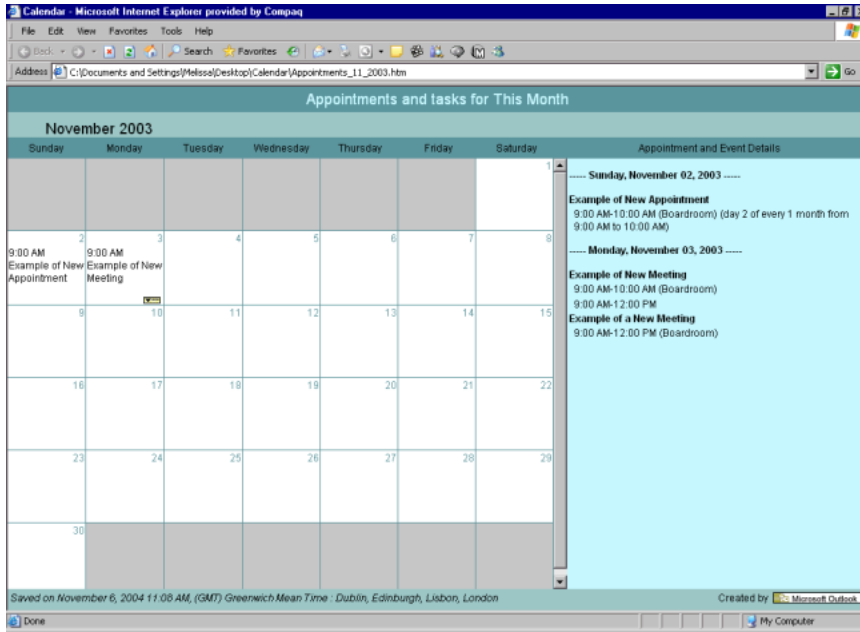 Calendar - Microsoft Internet Explorer provided by Compaq
File Edit View Favorites Tools Help
Back Search Favorites
Address C:\Documents and Settings\Melissa\Desktop\Calendar\Appointments_11_2003.htm Go
Appointments and tasks for This Month
November 2003
Sunday Monday Tuesday Wednesday Thursday Friday Saturday
1
2 3 4 5 6 7 8
9:00 AM
Example of New
Appointment
9:00 AM
Example of New
Meeting
9 10 11 12 13 14 15
16 17 18 19 20 21 22
23 24 25 26 27 28 29
30
Appointment and Event Details
----- Sunday, November 02, 2003 -----
Example of New Appointment
9:00 AM-10:00 AM (Boardroom) (day 2 of every 1 month from
9:00 AM to 10:00 AM)
----- Monday, November 03, 2003 -----
Example of New Meeting
9:00 AM-10:00 AM (Boardroom)
9:00 AM-12:00 PM
Example of a New Meeting
9:00 AM-12:00 PM (Boardroom)
Saved on November 6, 2004 11:08 AM, (GMT) Greenwich Mean Time : Dublin, Edinburgh, Lisbon, London
Created by Microsoft Outlook
Done My Computer